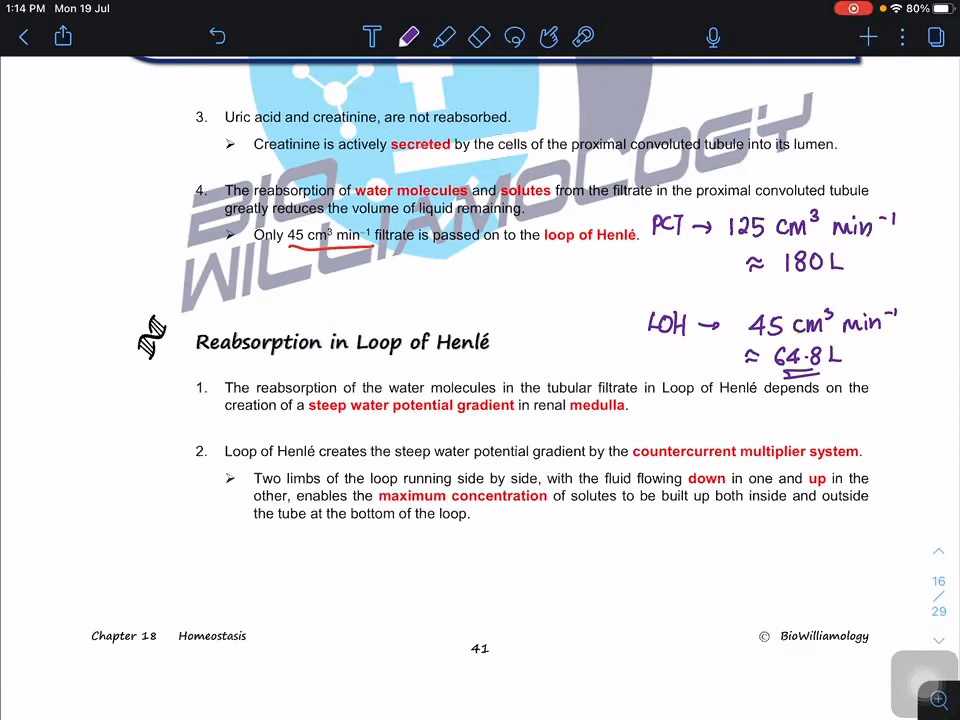 1:14 PM Mon 19 Jul
80%
T
BIO
WILLIAMOLOGY
3. Uric acid and creatinine, are not reabsorbed.
➢ Creatinine is actively secreted by the cells of the proximal convoluted tubule into its lumen.
4. The reabsorption of water molecules and solutes from the filtrate in the proximal convoluted tubule
greatly reduces the volume of liquid remaining.
➢ Only 45 cm³ min⁻¹ filtrate is passed on to the loop of Henlé.
PCT → 125 cm³ min⁻¹
≈ 180 L
LOH → 45 cm³ min⁻¹
≈ 64.8 L
Reabsorption in Loop of Henlé
1. The reabsorption of the water molecules in the tubular filtrate in Loop of Henlé depends on the
creation of a steep water potential gradient in renal medulla.
2. Loop of Henlé creates the steep water potential gradient by the countercurrent multiplier system.
➢ Two limbs of the loop running side by side, with the fluid flowing down in one and up in the
other, enables the maximum concentration of solutes to be built up both inside and outside
the tube at the bottom of the loop.
16
/
29
Chapter 18 Homeostasis
© BioWilliamology
41